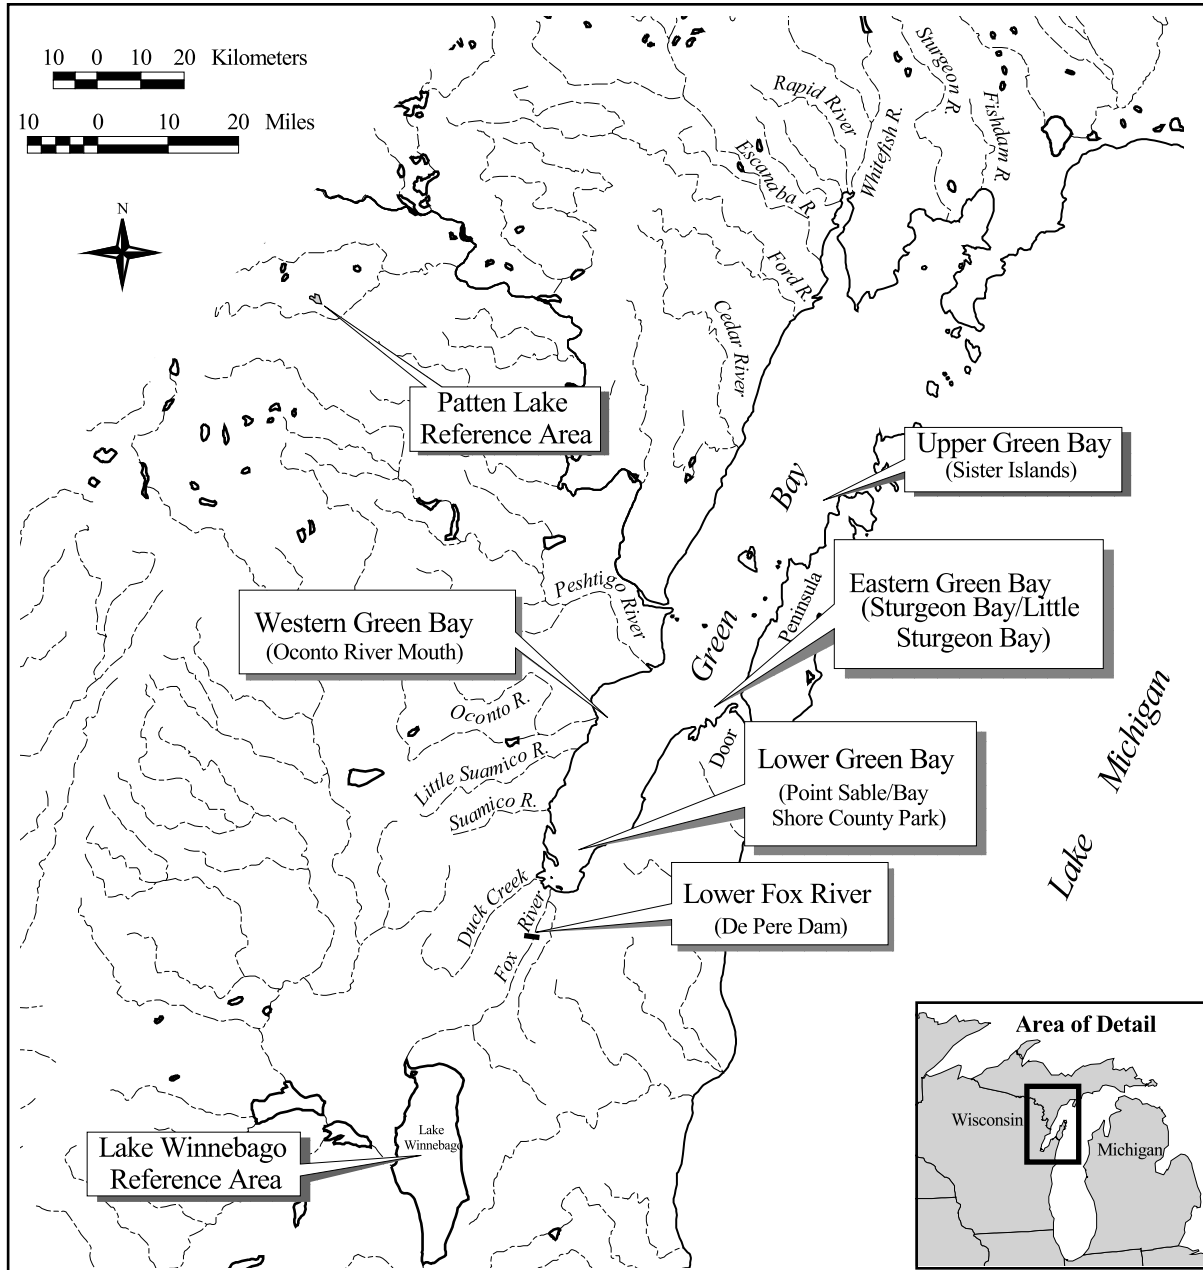 10 0 10 20 Kilometers
10 0 10 20 Miles
N
Rapid River
Sturgeon R.
Fishdam R.
Whitefish R.
Escanaba R.
Ford R.
Cedar River
Patten Lake
Reference Area
Upper Green Bay
(Sister Islands)
Bay
Green
Peninsula
Door
Eastern Green Bay
(Sturgeon Bay/Little
Sturgeon Bay)
Peshtigo River
Western Green Bay
(Oconto River Mouth)
Oconto R.
Little Suamico R.
Suamico R.
Lower Green Bay
(Point Sable/Bay
Shore County Park)
Lake Michigan
Duck Creek
Fox River
Lower Fox River
(De Pere Dam)
Lake
Winnebago
Lake Winnebago
Reference Area
Area of Detail
Wisconsin
Michigan